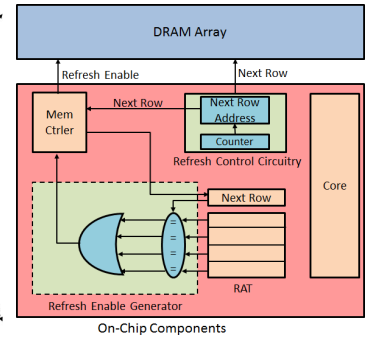 DRAM Array
Refresh Enable
Next Row
Next Row
Mem
Ctrler
Next Row
Address
Counter
Refresh Control Circuitry
Core
Next Row
=
=
=
=
RAT
Refresh Enable Generator
On-Chip Components